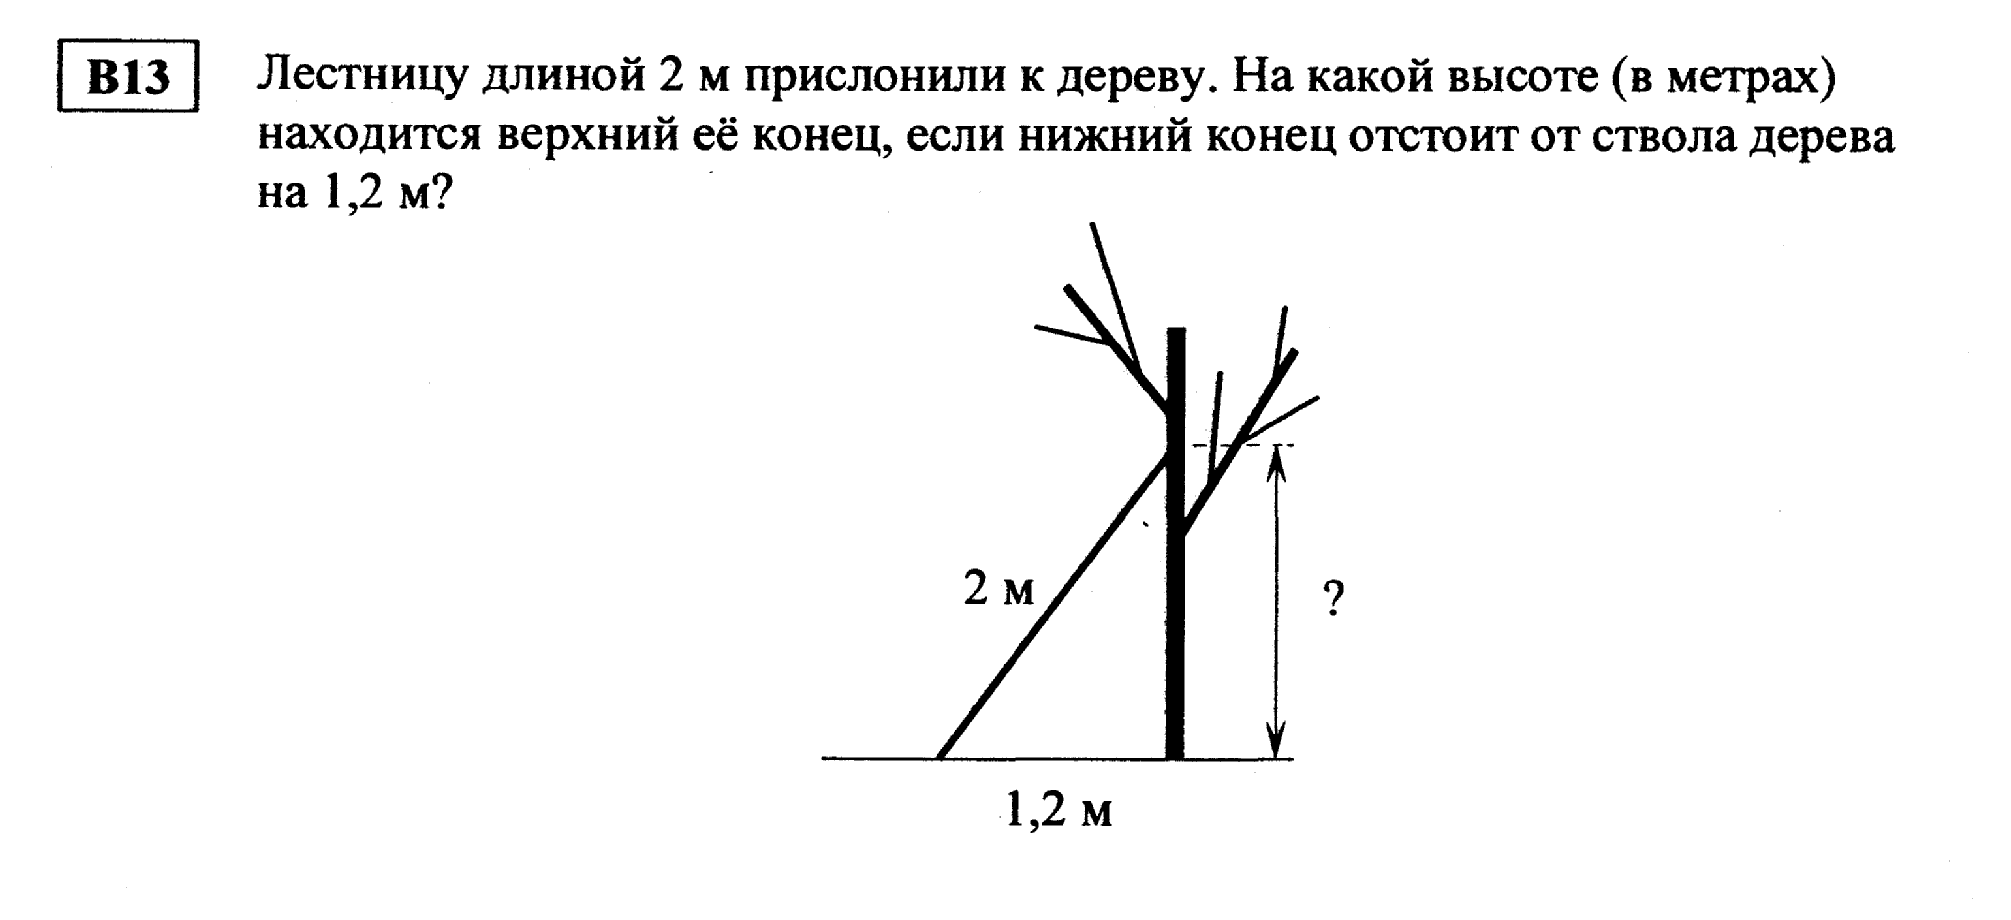 B13 Лестницу длиной 2 м прислонили к дереву. На какой высоте (в метрах)
находится верхний её конец, если нижний конец отстоит от ствола дерева
на 1,2 м?
2 м
?
1,2 м